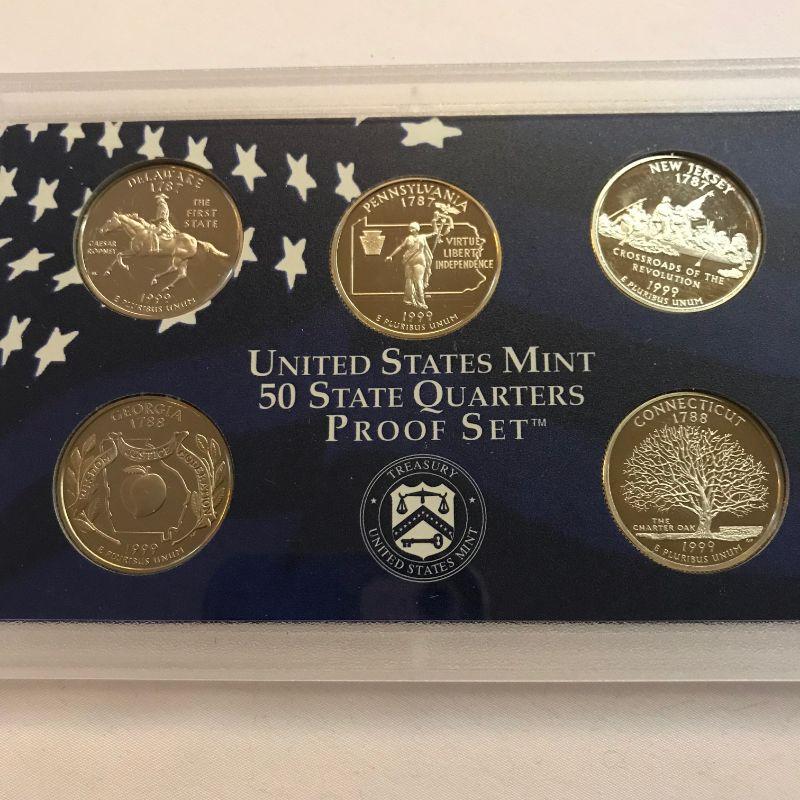 DELAWARE
1787
THE
FIRST
STATE
CAESAR
RODNEY
1999
E PLURIBUS UNUM
PENNSYLVANIA
1787
VIRTUE
LIBERTY
INDEPENDENCE
1999
E PLURIBUS UNUM
NEW JERSEY
1787
CROSSROADS OF THE
REVOLUTION
1999
E PLURIBUS UNUM
UNITED STATES MINT
50 STATE QUARTERS
PROOF SET™
GEORGIA
1788
WISDOM JUSTICE MODERATION
1999
E PLURIBUS UNUM
TREASURY
UNITED STATES MINT
CONNECTICUT
1788
THE
CHARTER OAK
1999
E PLURIBUS UNUM